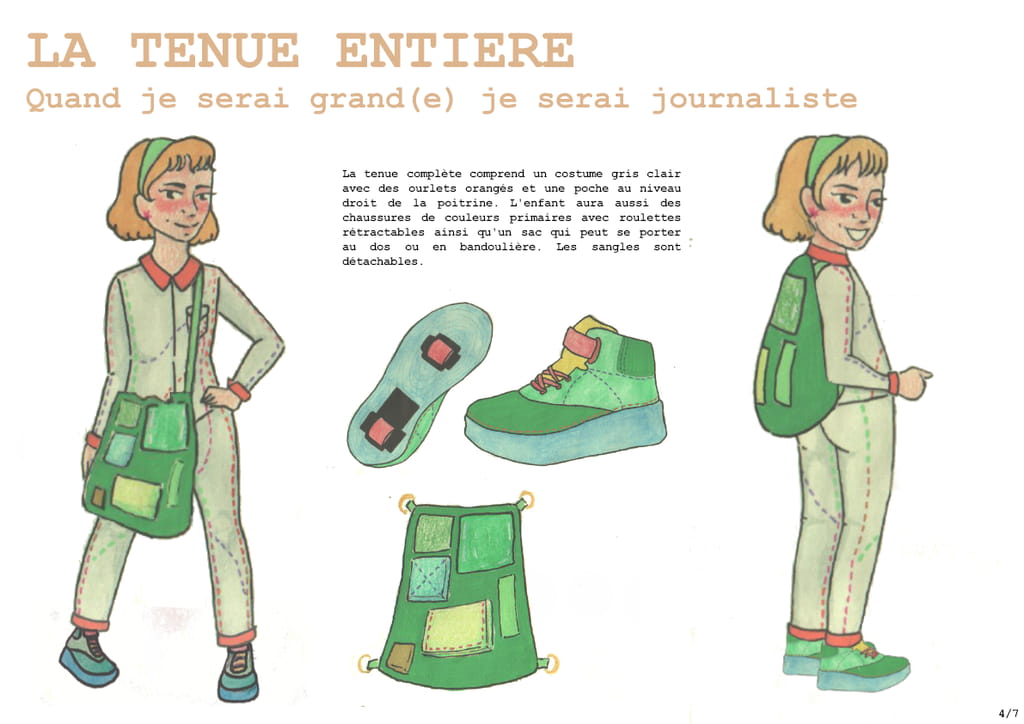 LA TENUE ENTIERE
Quand je serai grand(e) je serai journaliste
La tenue complète comprend un costume gris clair
avec des ourlets orangés et une poche au niveau
droit de la poitrine. L'enfant aura aussi des
chaussures de couleurs primaires avec roulettes
rétractables ainsi qu'un sac qui peut se porter
au dos ou en bandoulière. Les sangles sont
détachables.
4/7